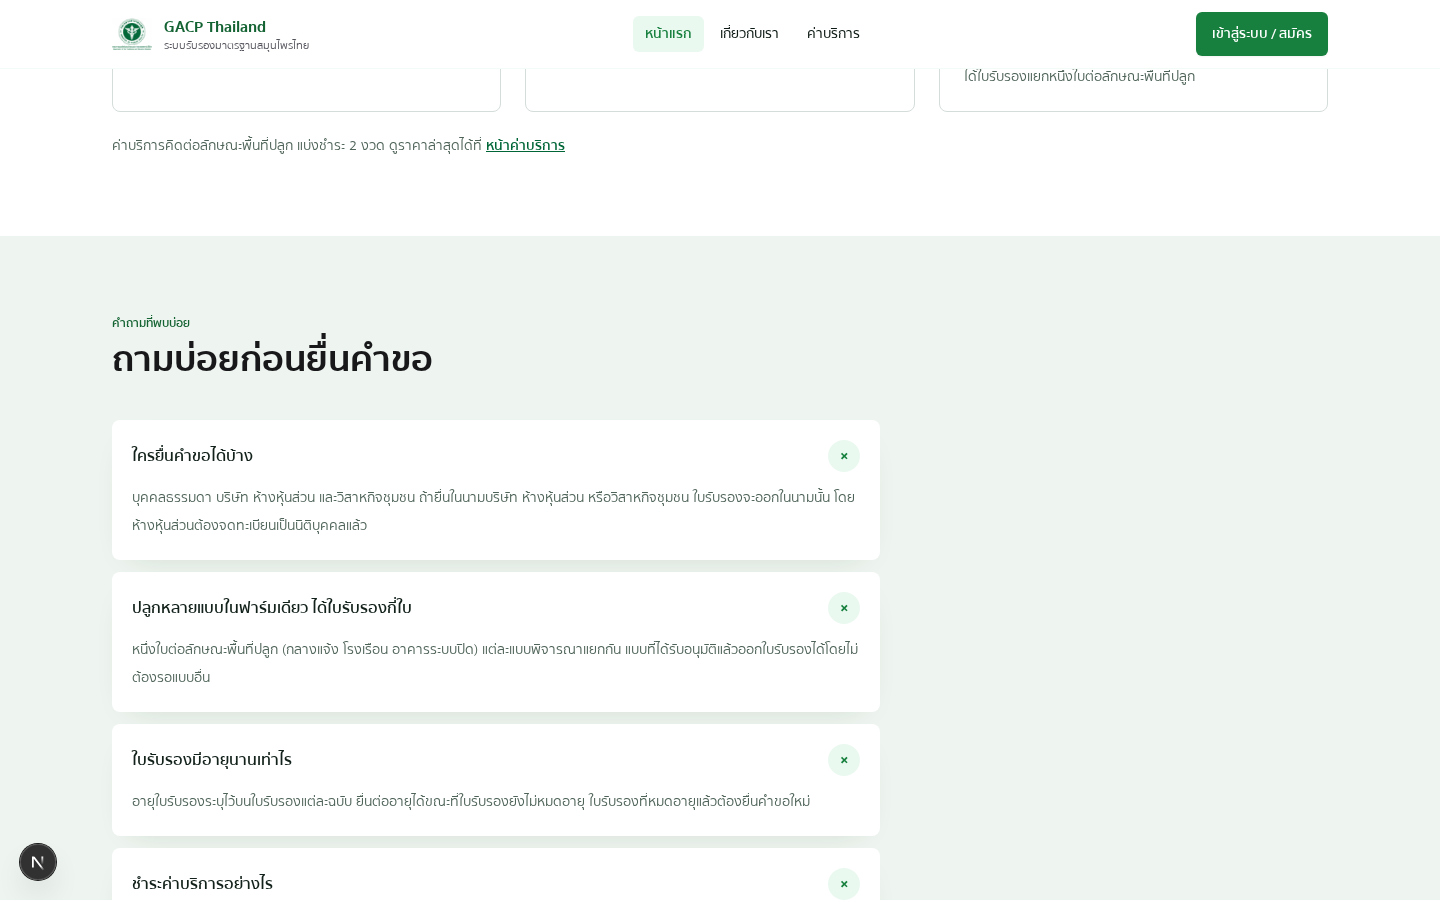 GACP Thailand
ระบบรับรองมาตรฐานสมุนไพรไทย
หน้าแรก
เกี่ยวกับเรา
ค่าบริการ
เข้าสู่ระบบ / สมัคร
ได้ใบรับรองแยกหนึ่งใบต่อลักษณะพื้นที่ปลูก
ค่าบริการคิดต่อลักษณะพื้นที่ปลูก แบ่งชำระ 2 งวด ดูราคาล่าสุดได้ที่ หน้าค่าบริการ
คำถามที่พบบ่อย
ถามบ่อยก่อนยื่นคำขอ
ใครยื่นคำขอได้บ้าง
บุคคลธรรมดา บริษัท ห้างหุ้นส่วน และวิสาหกิจชุมชน ถ้ายื่นในนามบริษัท ห้างหุ้นส่วน หรือวิสาหกิจชุมชน ใบรับรองจะออกในนามนั้น โดย
ห้างหุ้นส่วนต้องจดทะเบียนเป็นนิติบุคคลแล้ว
ปลูกหลายแบบในฟาร์มเดียว ได้ใบรับรองกี่ใบ
หนึ่งใบต่อลักษณะพื้นที่ปลูก (กลางแจ้ง โรงเรือน อาคารระบบปิด) แต่ละแบบพิจารณาแยกกัน แบบที่ได้รับอนุมัติแล้วออกใบรับรองได้โดยไม่
ต้องรอแบบอื่น
ใบรับรองมีอายุนานเท่าไร
อายุใบรับรองระบุไว้บนใบรับรองแต่ละฉบับ ยื่นต่ออายุได้ขณะที่ใบรับรองยังไม่หมดอายุ ใบรับรองที่หมดอายุแล้วต้องยื่นคำขอใหม่
ชำระค่าบริการอย่างไร